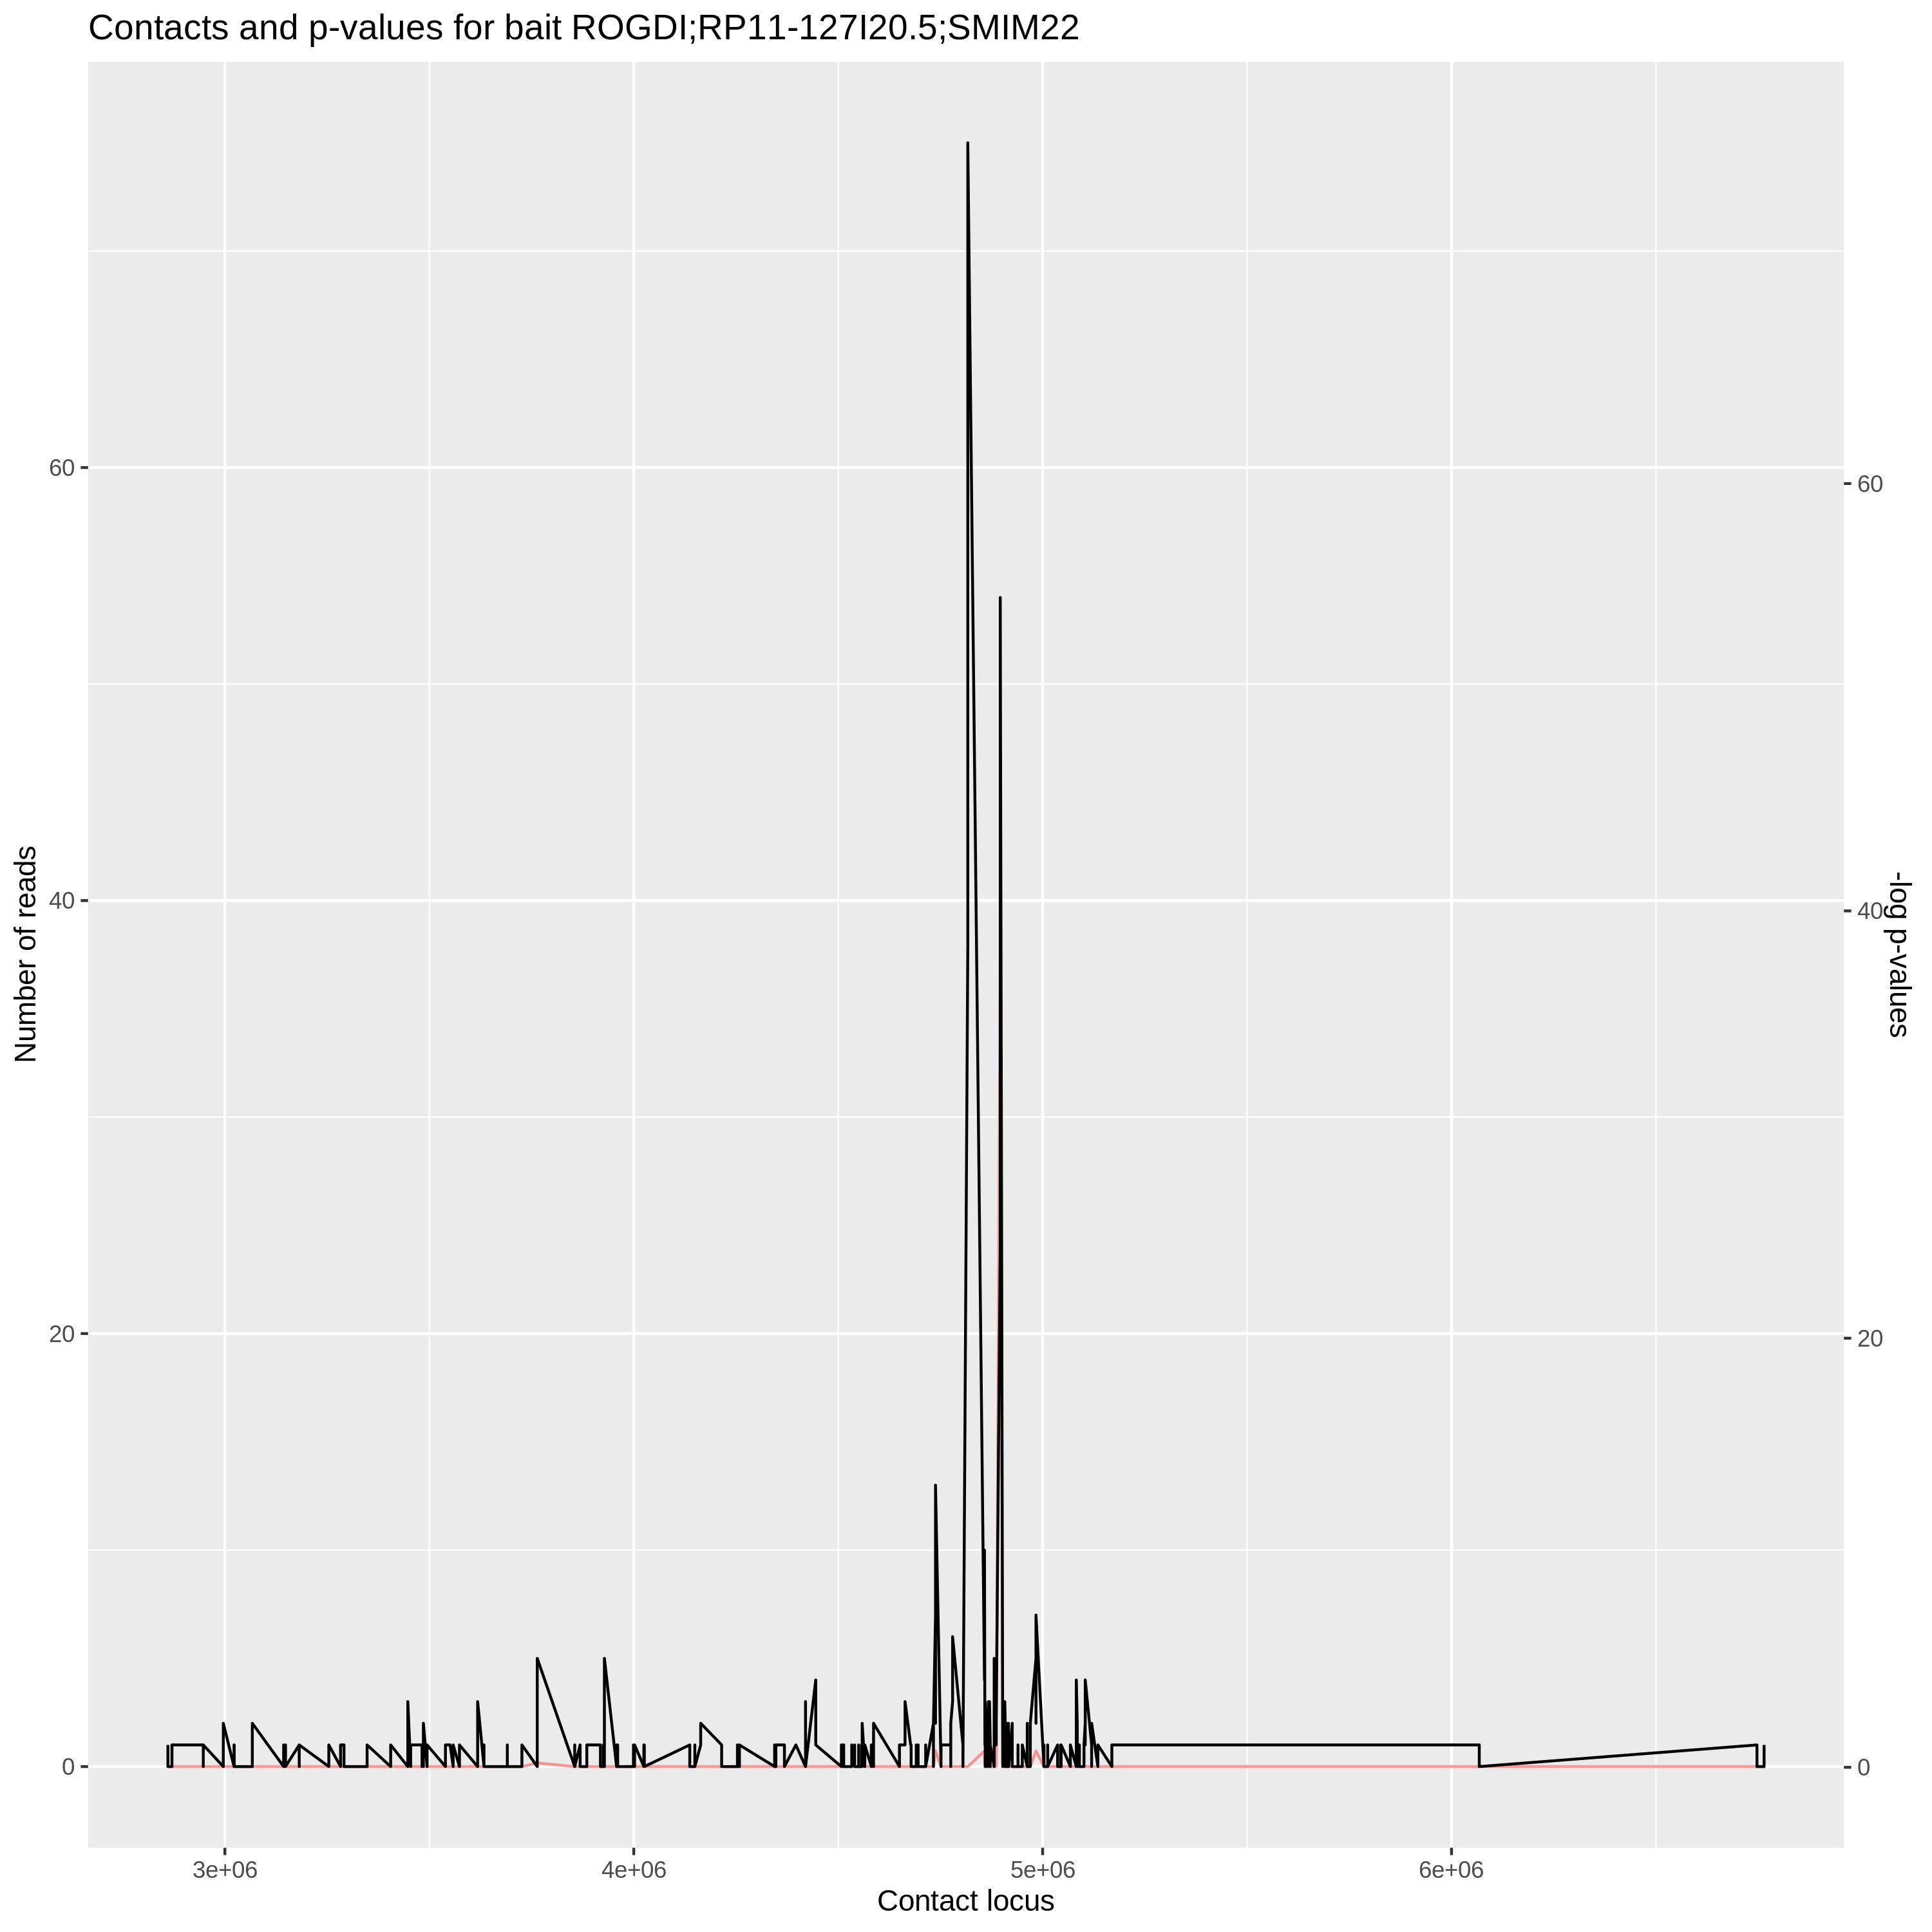 Contacts and p-values for bait ROGDI;RP11-127I20.5;SMIM22
Number of reads
60
40
20
0
60
40
20
0
-log p-values
3e+06
4e+06
5e+06
6e+06
Contact locus